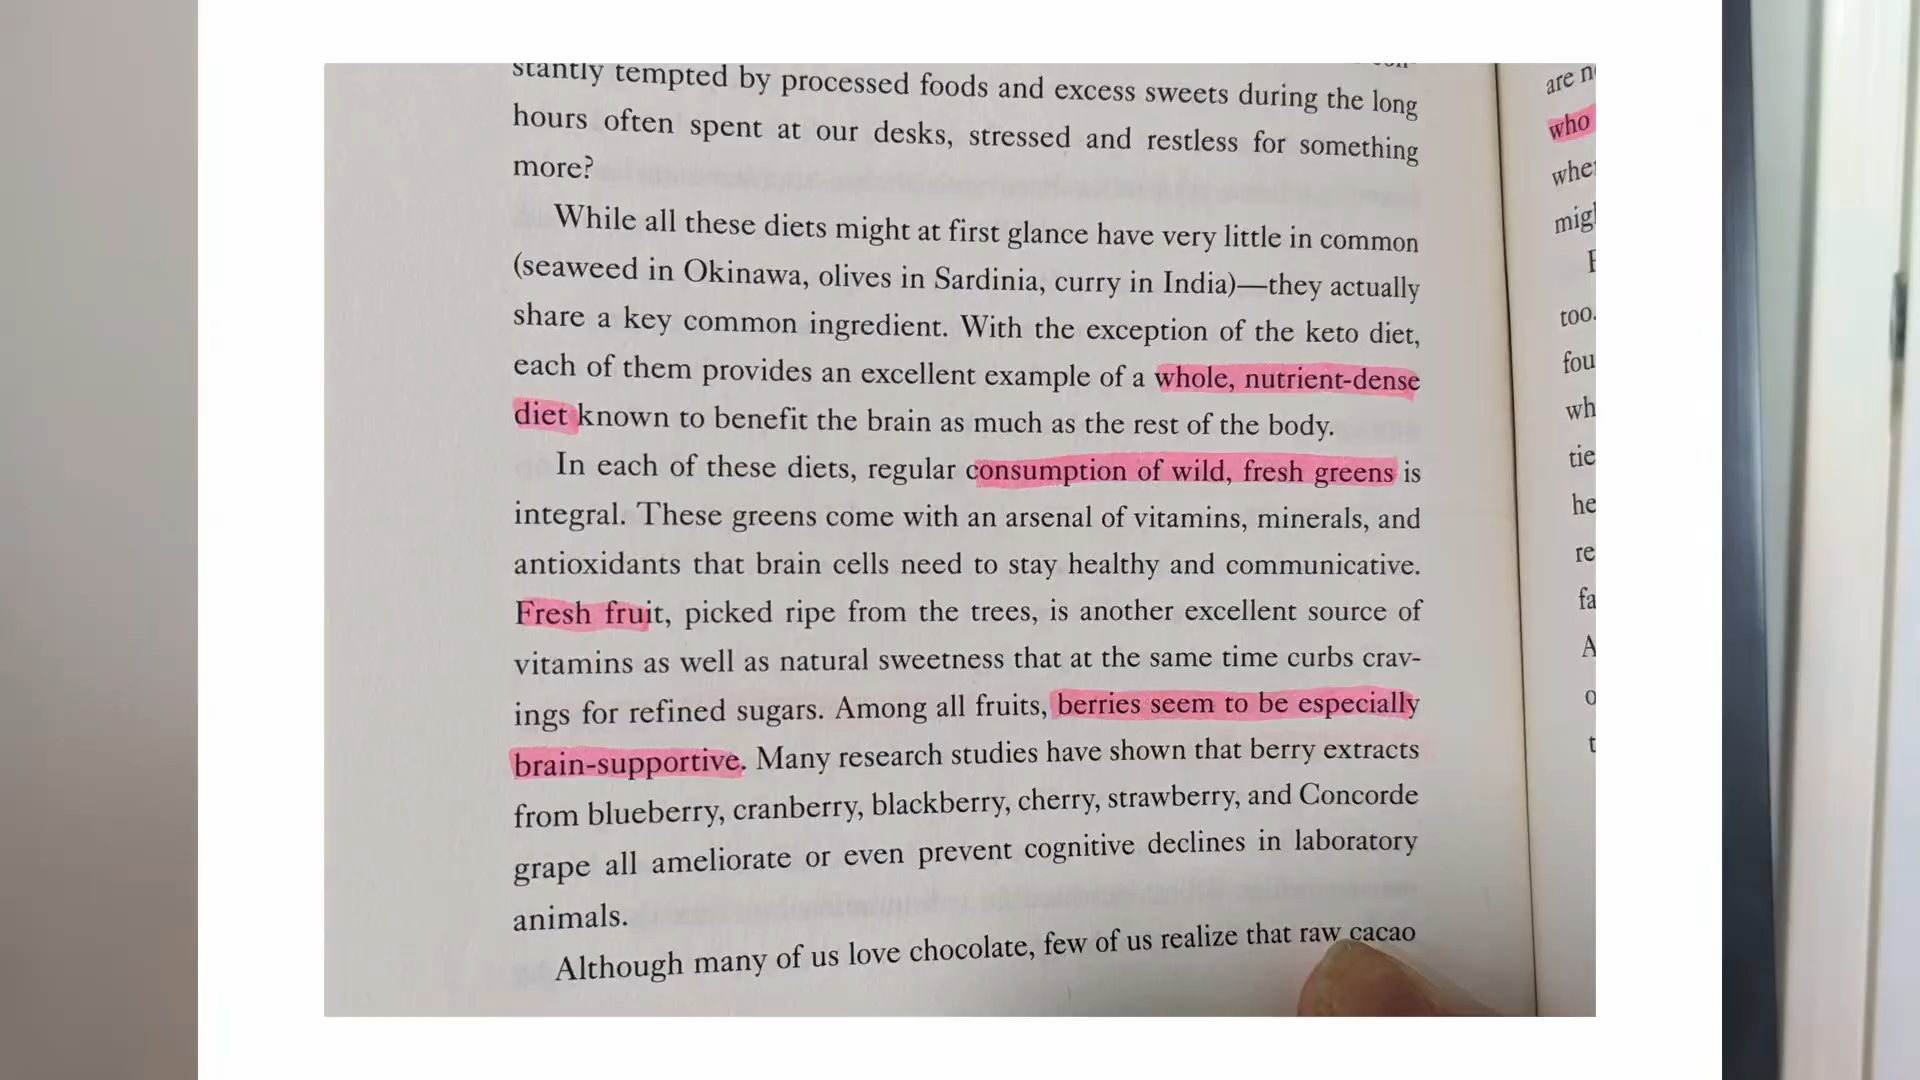 stantly tempted by processed foods and excess sweets during the long
hours often spent at our desks, stressed and restless for something
more?
While all these diets might at first glance have very little in common
(seaweed in Okinawa, olives in Sardinia, curry in India)—they actually
share a key common ingredient. With the exception of the keto diet,
each of them provides an excellent example of a whole, nutrient-dense
diet known to benefit the brain as much as the rest of the body.
In each of these diets, regular consumption of wild, fresh greens is
integral. These greens come with an arsenal of vitamins, minerals, and
antioxidants that brain cells need to stay healthy and communicative.
Fresh fruit, picked ripe from the trees, is another excellent source of
vitamins as well as natural sweetness that at the same time curbs crav-
ings for refined sugars. Among all fruits, berries seem to be especially
brain-supportive. Many research studies have shown that berry extracts
from blueberry, cranberry, blackberry, cherry, strawberry, and Concorde
grape all ameliorate or even prevent cognitive declines in laboratory
animals.
Although many of us love chocolate, few of us realize that raw cacao
are
who
too.